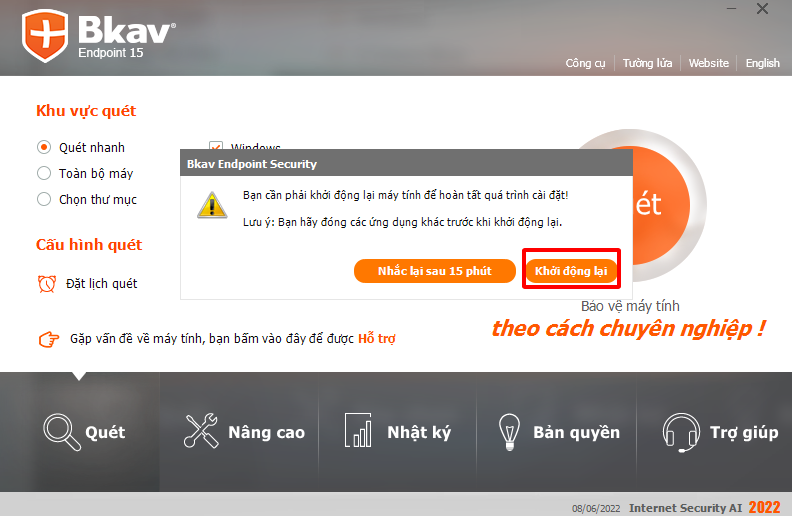 Bkav®
Endpoint 15
Công cụ Tường lửa Website English
Khu vực quét
Quét nhanh
Windows
Toàn bộ máy
Chọn thư mục
Bkav Endpoint Security
Bạn cần phải khởi động lại máy tính để hoàn tất quá trình cài đặt!
Lưu ý: Bạn hãy đóng các ứng dụng khác trước khi khởi động lại.
Nhắc lại sau 15 phút Khởi động lại
ét
Cấu hình quét
Đặt lịch quét
Bảo vệ máy tính
theo cách chuyên nghiệp !
Gặp vấn đề về máy tính, bạn bấm vào đây để được Hỗ trợ
Quét Nâng cao Nhật ký Bản quyền Trợ giúp
08/06/2022 Internet Security AI 2022